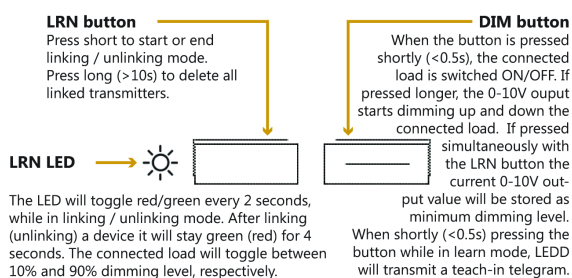 LRN button
Press short to start or end
linking / unlinking mode.
Press long (>10s) to delete all
linked transmitters.
DIM button
When the button is pressed
shortly (<0.5s), the connected
load is switched ON/OFF. If
pressed longer, the 0-10V ouput
starts dimming up and down the
connected load.  If pressed
simultaneously with
the LRN button the
current 0-10V out-
put value will be stored as
minimum dimming level.
When shortly (<0.5s) pressing the
button while in learn mode, LEDD
will transmit a teach-in telegram.
LRN LED
The LED will toggle red/green every 2 seconds,
while in linking / unlinking mode. After linking
(unlinking) a device it will stay green (red) for 4
seconds. The connected load will toggle between
10% and 90% dimming level, respectively.